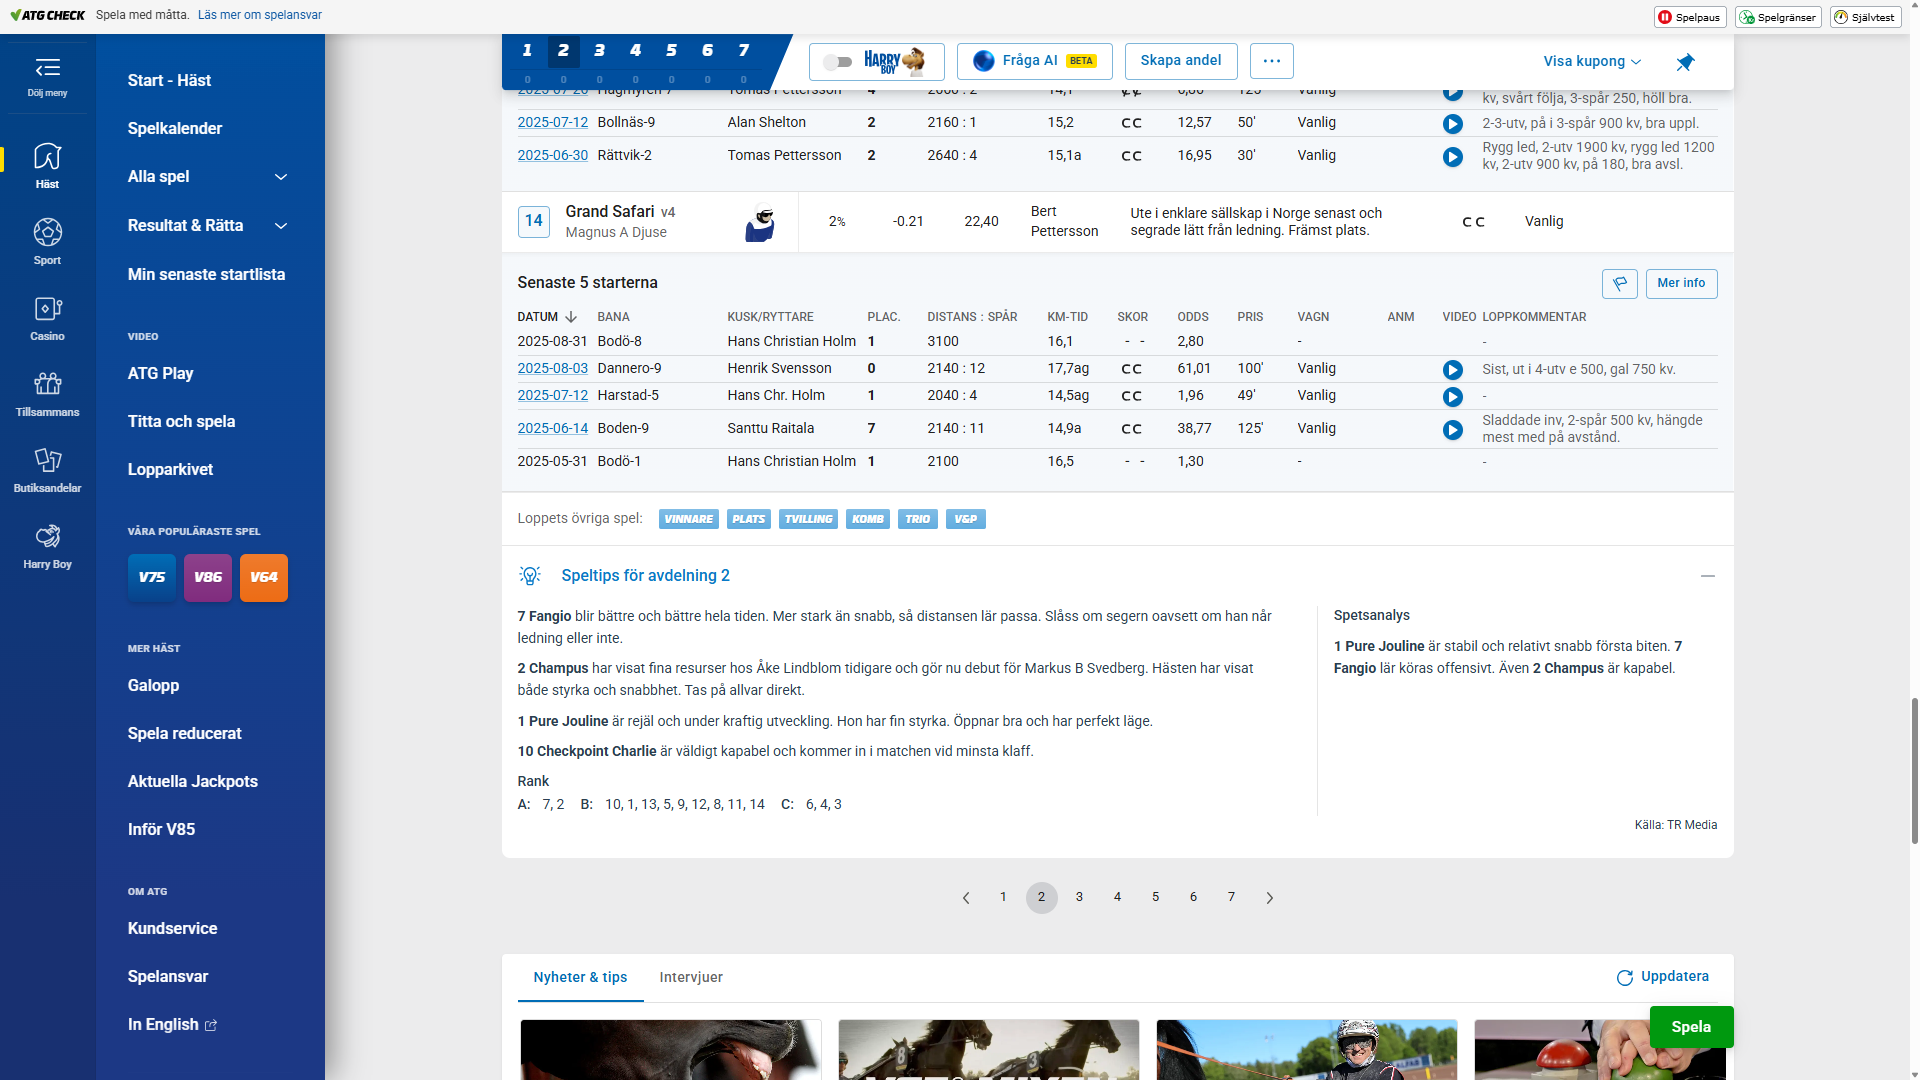 ATG CHECK Spela med måtta. Läs mer om spelansvar
Spelpaus Spelgränser Självtest
Dölj meny
Häst
Sport
Casino
Tillsammans
Butiksandelar
Harry Boy
Start - Häst
Spelkalender
Alla spel
Resultat & Rätta
Min senaste startlista
VIDEO
ATG Play
Titta och spela
Lopparkivet
VÅRA POPULÄRASTE SPEL
V75 V86 V64
MER HÄST
Galopp
Spela reducerat
Aktuella Jackpots
Inför V85
OM ATG
Kundservice
Spelansvar
In English
1 2 3 4 5 6 7
0 0 0 0 0 0 0
HARRY BOY
Fråga AI BETA
Skapa andel
...
Visa kupong
2025-07-20 Hagmyren-7 Tomas Pettersson 4 Vanlig
kv, svårt följa, 3-spår 250, höll bra.
2025-07-12 Bollnäs-9 Alan Shelton 2 2160 : 1 15,2 C C 12,57 50' Vanlig 2-3-utv, på i 3-spår 900 kv, bra uppl.
2025-06-30 Rättvik-2 Tomas Pettersson 2 2640 : 4 15,1a C C 16,95 30' Vanlig Rygg led, 2-utv 1900 kv, rygg led 1200
kv, 2-utv 900 kv, på 180, bra avsl.
14 Grand Safari v4
Magnus A Djuse
2% -0.21 22,40 Bert
Pettersson
Ute i enklare sällskap i Norge senast och
segrade lätt från ledning. Främst plats.
C C Vanlig
Senaste 5 starterna
Mer info
DATUM BANA KUSK/RYTTARE PLAC. DISTANS : SPÅR KM-TID SKOR ODDS PRIS VAGN ANM VIDEO LOPPKOMMENTAR
2025-08-31 Bodö-8 Hans Christian Holm 1 3100 16,1 - - 2,80 - -
2025-08-03 Dannero-9 Henrik Svensson 0 2140 : 12 17,7ag C C 61,01 100' Vanlig Sist, ut i 4-utv e 500, gal 750 kv.
2025-07-12 Harstad-5 Hans Chr. Holm 1 2040 : 4 14,5ag C C 1,96 49' Vanlig -
2025-06-14 Boden-9 Santtu Raitala 7 2140 : 11 14,9a C C 38,77 125' Vanlig Sladdade inv, 2-spår 500 kv, hängde
mest med på avstånd.
2025-05-31 Bodö-1 Hans Christian Holm 1 2100 16,5 - - 1,30 - -
Loppets övriga spel: VINNARE PLATS TVILLING KOMB TRIO V&P
Speltips för avdelning 2
7 Fangio blir bättre och bättre hela tiden. Mer stark än snabb, så distansen lär passa. Slåss om segern oavsett om han når
ledning eller inte.
2 Champus har visat fina resurser hos Åke Lindblom tidigare och gör nu debut för Markus B Svedberg. Hästen har visat
både styrka och snabbhet. Tas på allvar direkt.
1 Pure Jouline är rejäl och under kraftig utveckling. Hon har fin styrka. Öppnar bra och har perfekt läge.
10 Checkpoint Charlie är väldigt kapabel och kommer in i matchen vid minsta klaff.
Rank
A: 7, 2 B: 10, 1, 13, 5, 9, 12, 8, 11, 14 C: 6, 4, 3
Spetsanalys
1 Pure Jouline är stabil och relativt snabb första biten. 7
Fangio lär köras offensivt. Även 2 Champus är kapabel.
Källa: TR Media
1 2 3 4 5 6 7
Nyheter & tips Intervjuer
Uppdatera
Spela
8 3